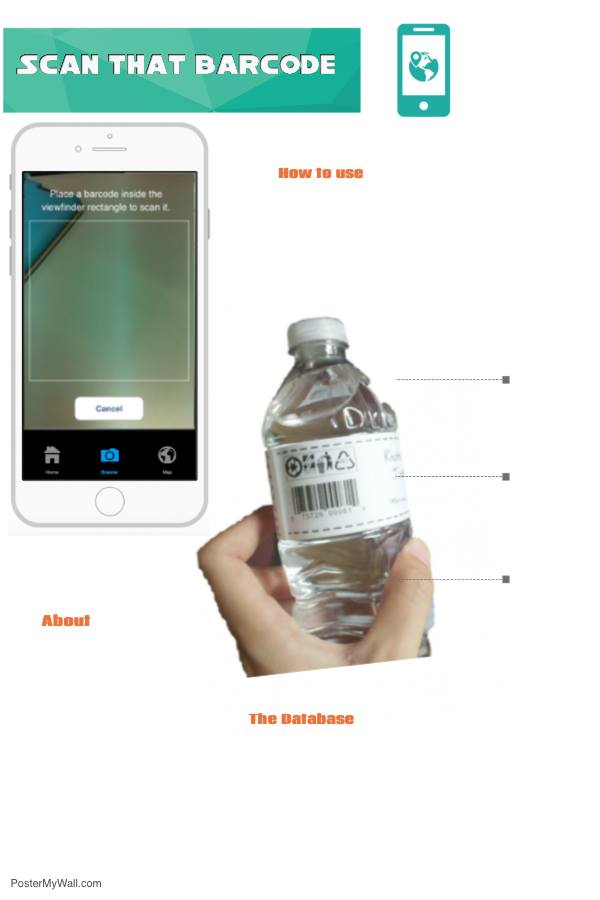 SCAN THAT BARCODE
How to use
Place a barcode inside the
viewfinder rectangle to scan it.
Cancel
Home
Scanner
Map
About
The Database
PosterMyWall.com